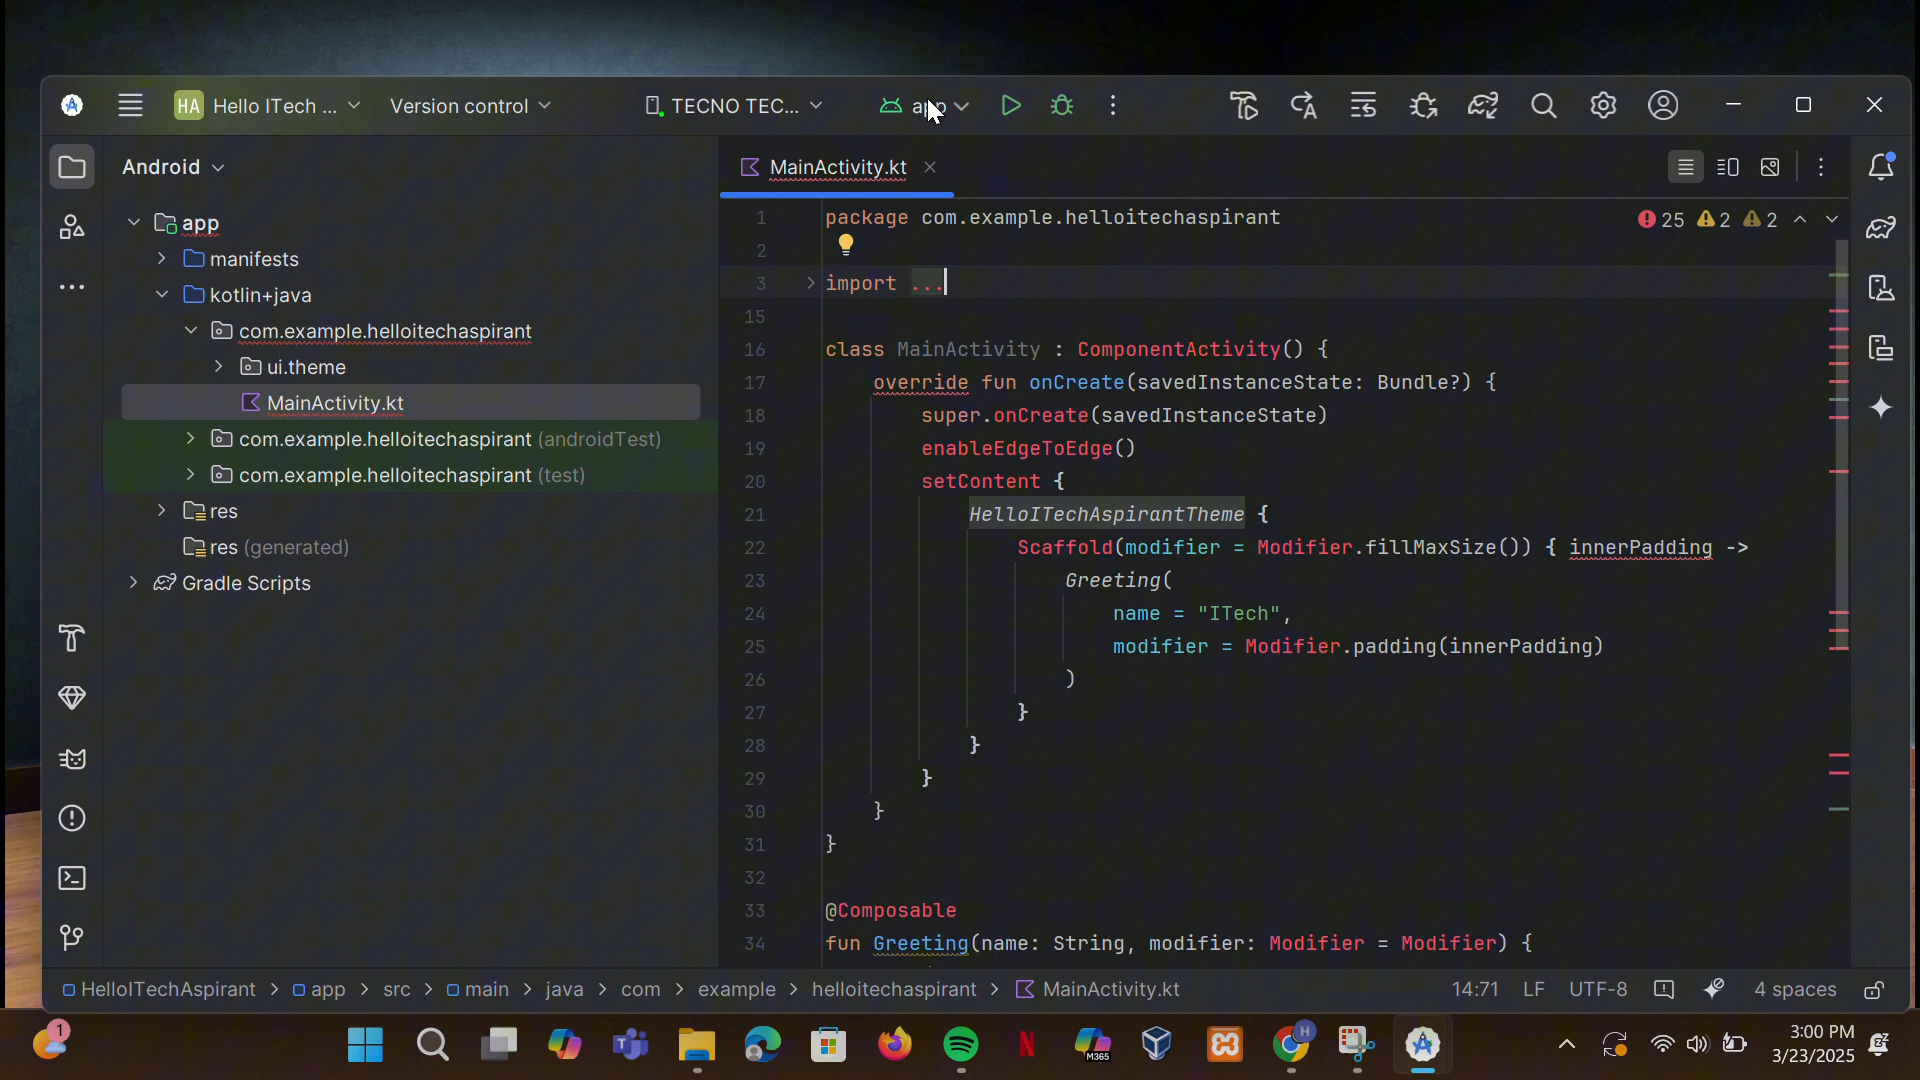 HA Hello ITech ... Version control TECNO TEC... app
Android
app
manifests
kotlin+java
com.example.helloitechaspirant
ui.theme
MainActivity.kt
com.example.helloitechaspirant (androidTest)
com.example.helloitechaspirant (test)
res
res (generated)
Gradle Scripts
MainActivity.kt
25 2 2
1 package com.example.helloitechaspirant
2
3 import ...
15
16 class MainActivity : ComponentActivity() {
17 override fun onCreate(savedInstanceState: Bundle?) {
18 super.onCreate(savedInstanceState)
19 enableEdgeToEdge()
20 setContent {
21 HelloITechAspirantTheme {
22 Scaffold(modifier = Modifier.fillMaxSize()) { innerPadding ->
23 Greeting(
24 name = "ITech",
25 modifier = Modifier.padding(innerPadding)
26 )
27 }
28 }
29 }
30 }
31 }
32
33 @Composable
34 fun Greeting(name: String, modifier: Modifier = Modifier) {
HelloITechAspirant > app > src > main > java > com > example > helloitechaspirant > MainActivity.kt 14:71 LF UTF-8 4 spaces
1
M365
H
3:00 PM
3/23/2025